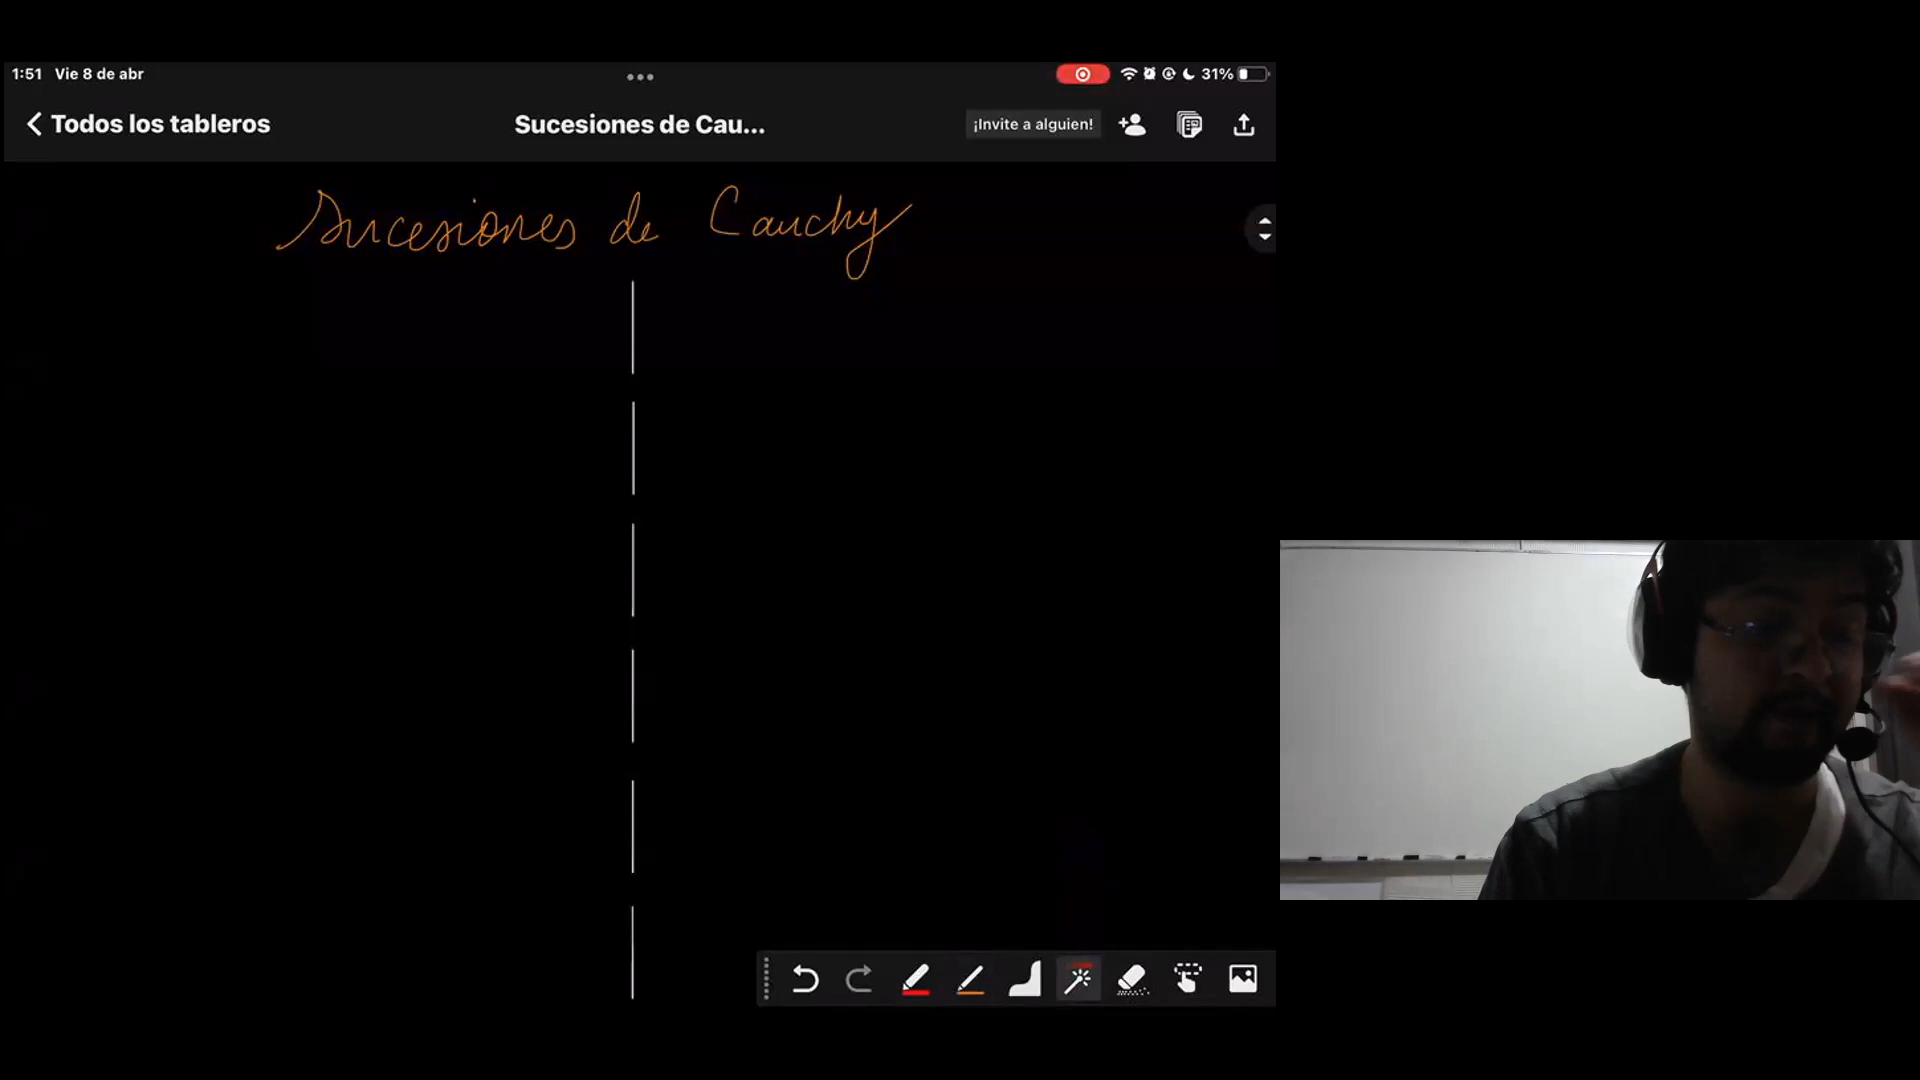 1:51 Vie 8 de abr 31%
Todos los tableros Sucesiones de Cau... ¡Invite a alguien!
Sucesiones de Cauchy